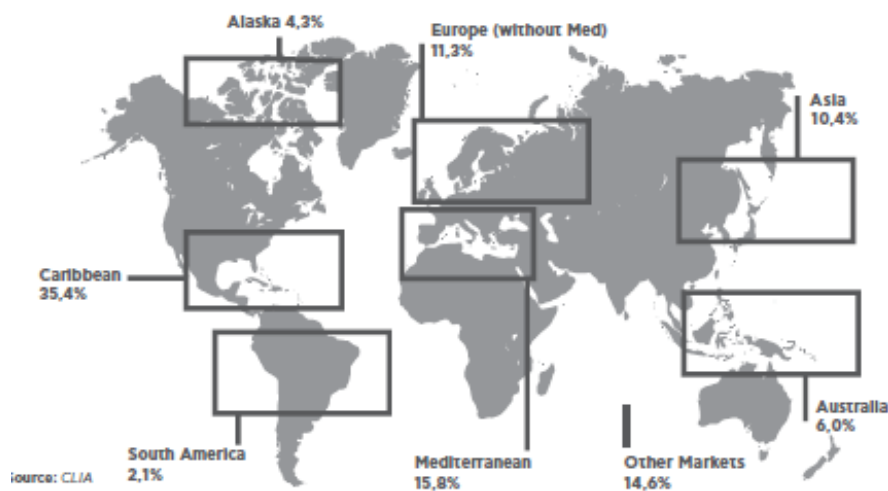 Alaska 4,3%
Europe (without Med)
11,3%
Asia
10,4%
Caribbean
35,4%
South America
2,1%
Mediterranean
15,8%
Other Markets
14,6%
Australia
6,0%
Source: CLIA